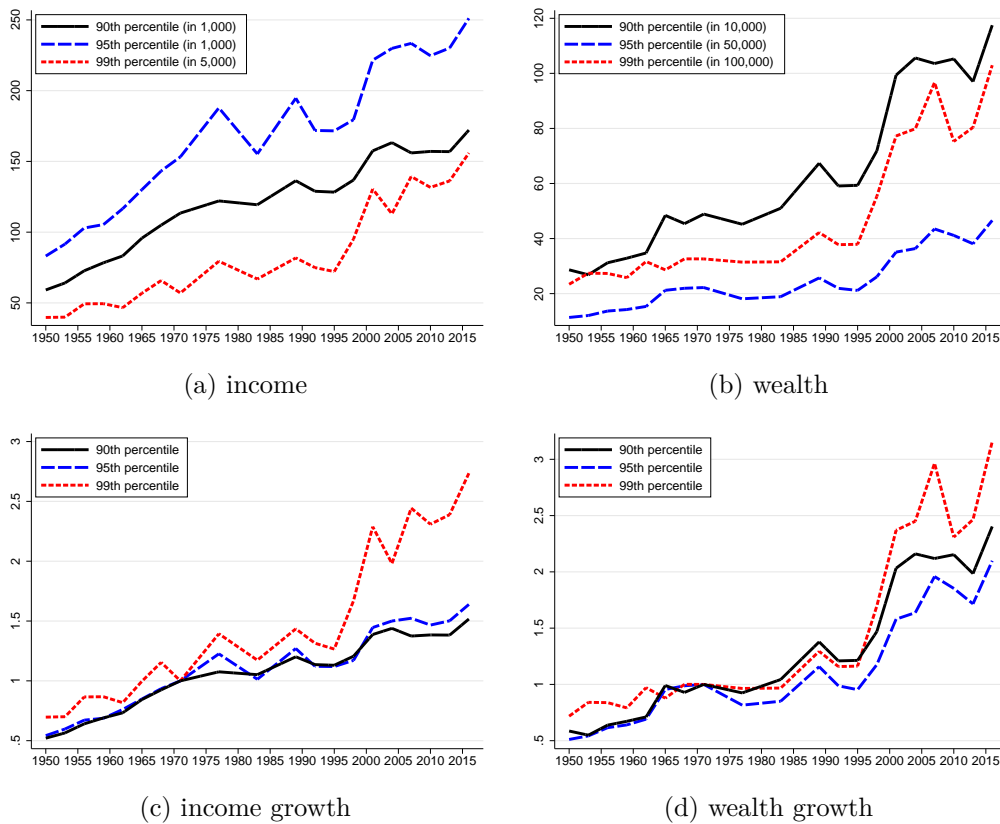 90th percentile (in 1,000)
95th percentile (in 1,000)
99th percentile (in 5,000)
250
200
150
100
50
1950 1955 1960 1965 1970 1975 1980 1985 1990 1995 2000 2005 2010 2015
(a) income
90th percentile (in 10,000)
95th percentile (in 50,000)
99th percentile (in 100,000)
120
100
80
60
40
20
1950 1955 1960 1965 1970 1975 1980 1985 1990 1995 2000 2005 2010 2015
(b) wealth
90th percentile
95th percentile
99th percentile
3
2.5
2
1.5
1
.5
1950 1955 1960 1965 1970 1975 1980 1985 1990 1995 2000 2005 2010 2015
(c) income growth
90th percentile
95th percentile
99th percentile
3
2.5
2
1.5
1
.5
1950 1955 1960 1965 1970 1975 1980 1985 1990 1995 2000 2005 2010 2015
(d) wealth growth